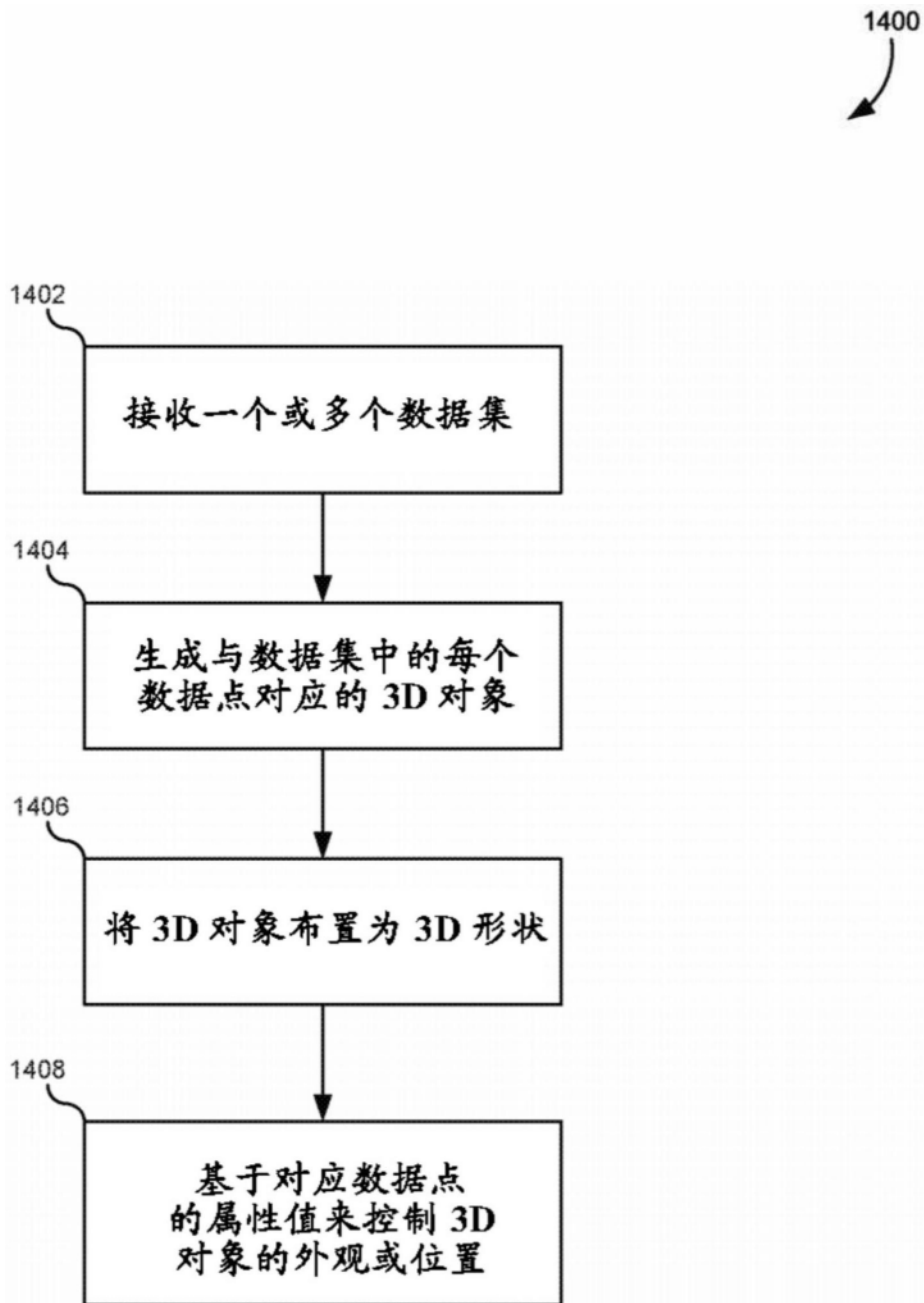 1400
1402
接收一个或多个数据集
1404
生成与数据集中的每个
数据点对应的 3D 对象
1406
将 3D 对象布置为 3D 形状
1408
基于对应数据点
的属性值来控制 3D
对象的外观或位置